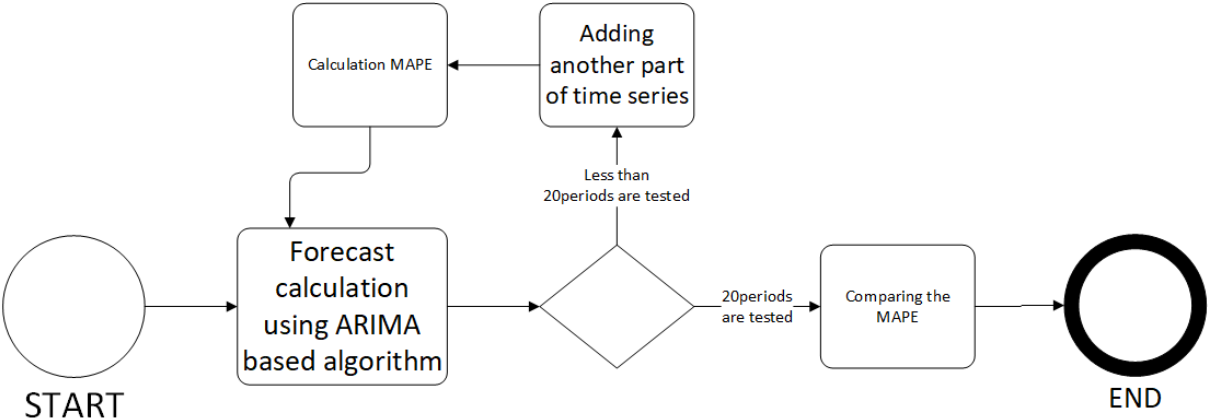 Calculation MAPE
Adding
another part
of time series
Less than
20periods are tested
Forecast
calculation
using ARIMA
based algorithm
20periods
are tested
Comparing the
MAPE
START
END